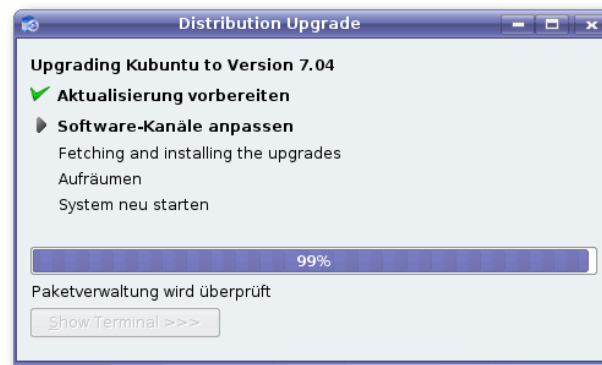 Distribution Upgrade
Upgrading Kubuntu to Version 7.04
Aktualisierung vorbereiten
Software-Kanäle anpassen
Fetching and installing the upgrades
Aufräumen
System neu starten
99%
Paketverwaltung wird überprüft
Show Terminal >>>